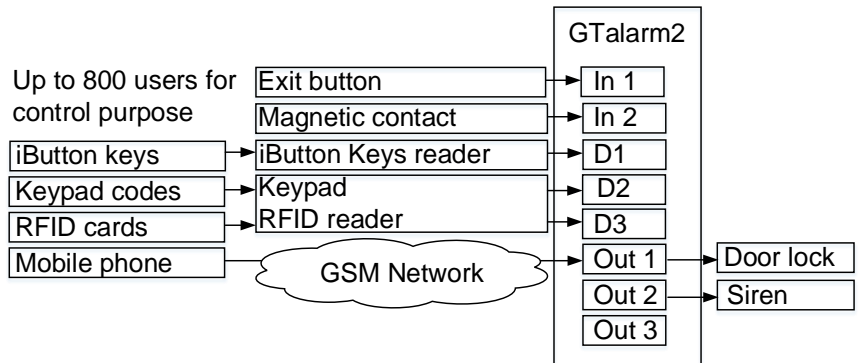 GTalarm2
Up to 800 users for
control purpose
Exit button
In 1
Magnetic contact
In 2
iButton keys
iButton Keys reader
D1
Keypad codes
Keypad
D2
RFID cards
RFID reader
D3
Mobile phone
GSM Network
Out 1
Door lock
Out 2
Siren
Out 3